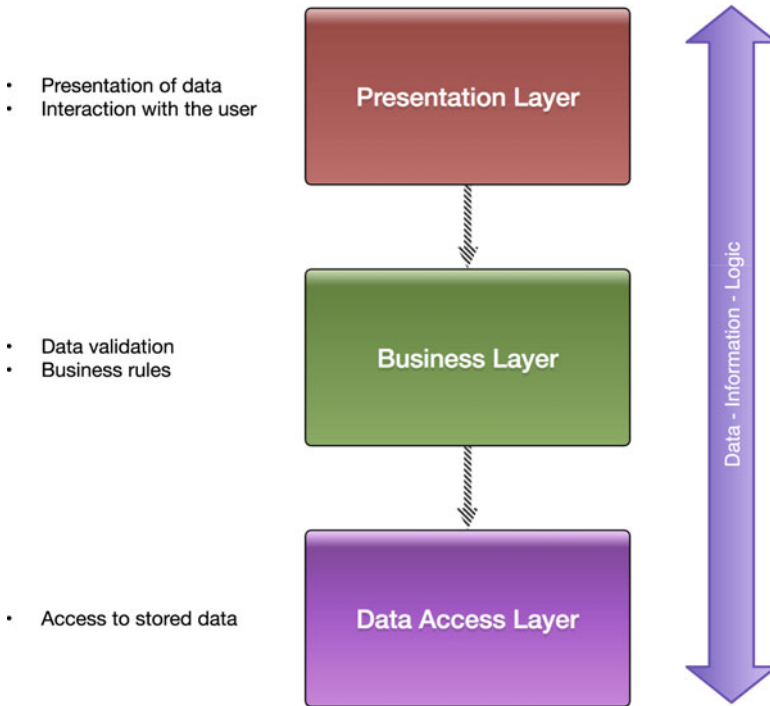 • Presentation of data
• Interaction with the user
Presentation Layer
• Data validation
• Business rules
Business Layer
• Access to stored data
Data Access Layer
Data - Information - Logic